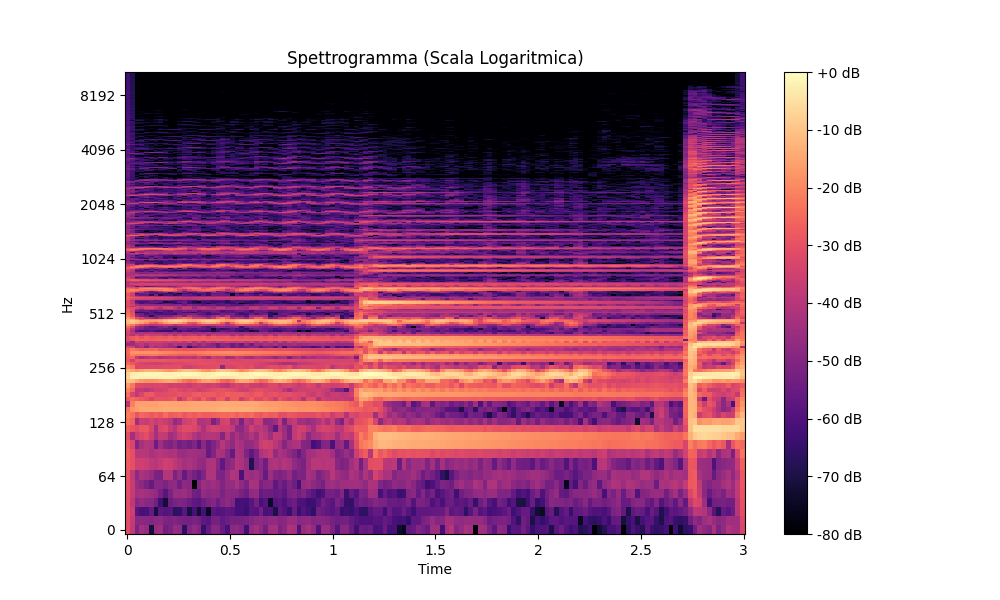 Spettrogramma (Scala Logaritmica)
Hz
8192
4096
2048
1024
512
256
128
64
0
0
0.5
1
1.5
2
2.5
3
Time
+0 dB
-10 dB
-20 dB
-30 dB
-40 dB
-50 dB
-60 dB
-70 dB
-80 dB